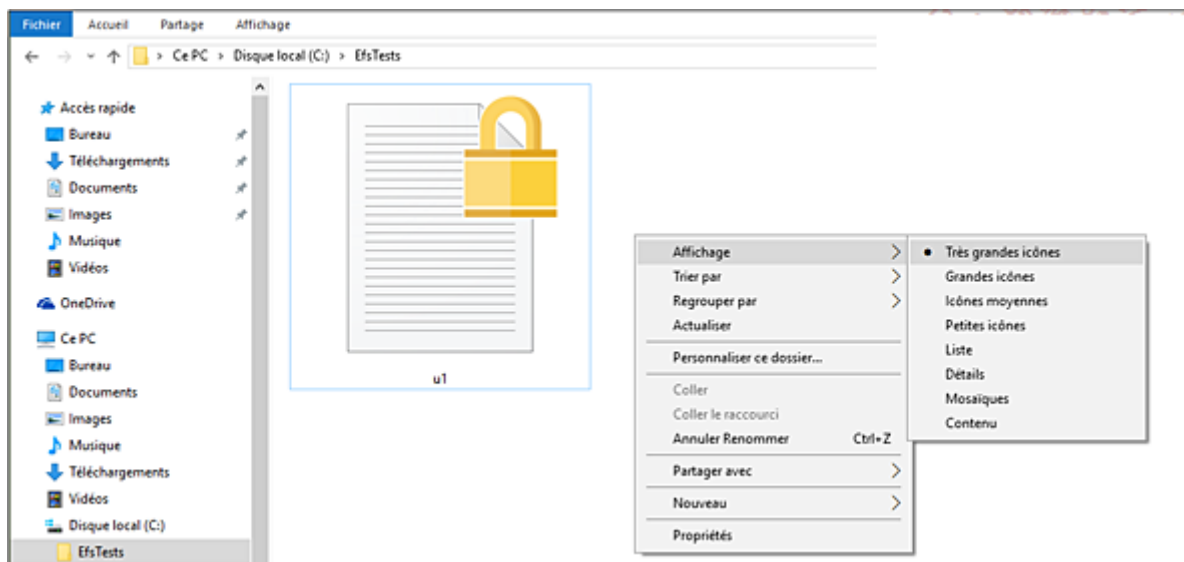 Fichier Accueil Partage Affichage
Ce PC > Disque local (C:) > EfsTests
Accès rapide
Bureau
Téléchargements
Documents
Images
Musique
Vidéos
OneDrive
Ce PC
Bureau
Documents
Images
Musique
Téléchargements
Vidéos
Disque local (C:)
EfsTests
u1
Affichage
Trier par
Regrouper par
Actualiser
Personnaliser ce dossier...
Coller
Coller le raccourci
Annuler Renommer Ctrl+Z
Partager avec
Nouveau
Propriétés
Très grandes icônes
Grandes icônes
Icônes moyennes
Petites icônes
Liste
Détails
Mosaïques
Contenu